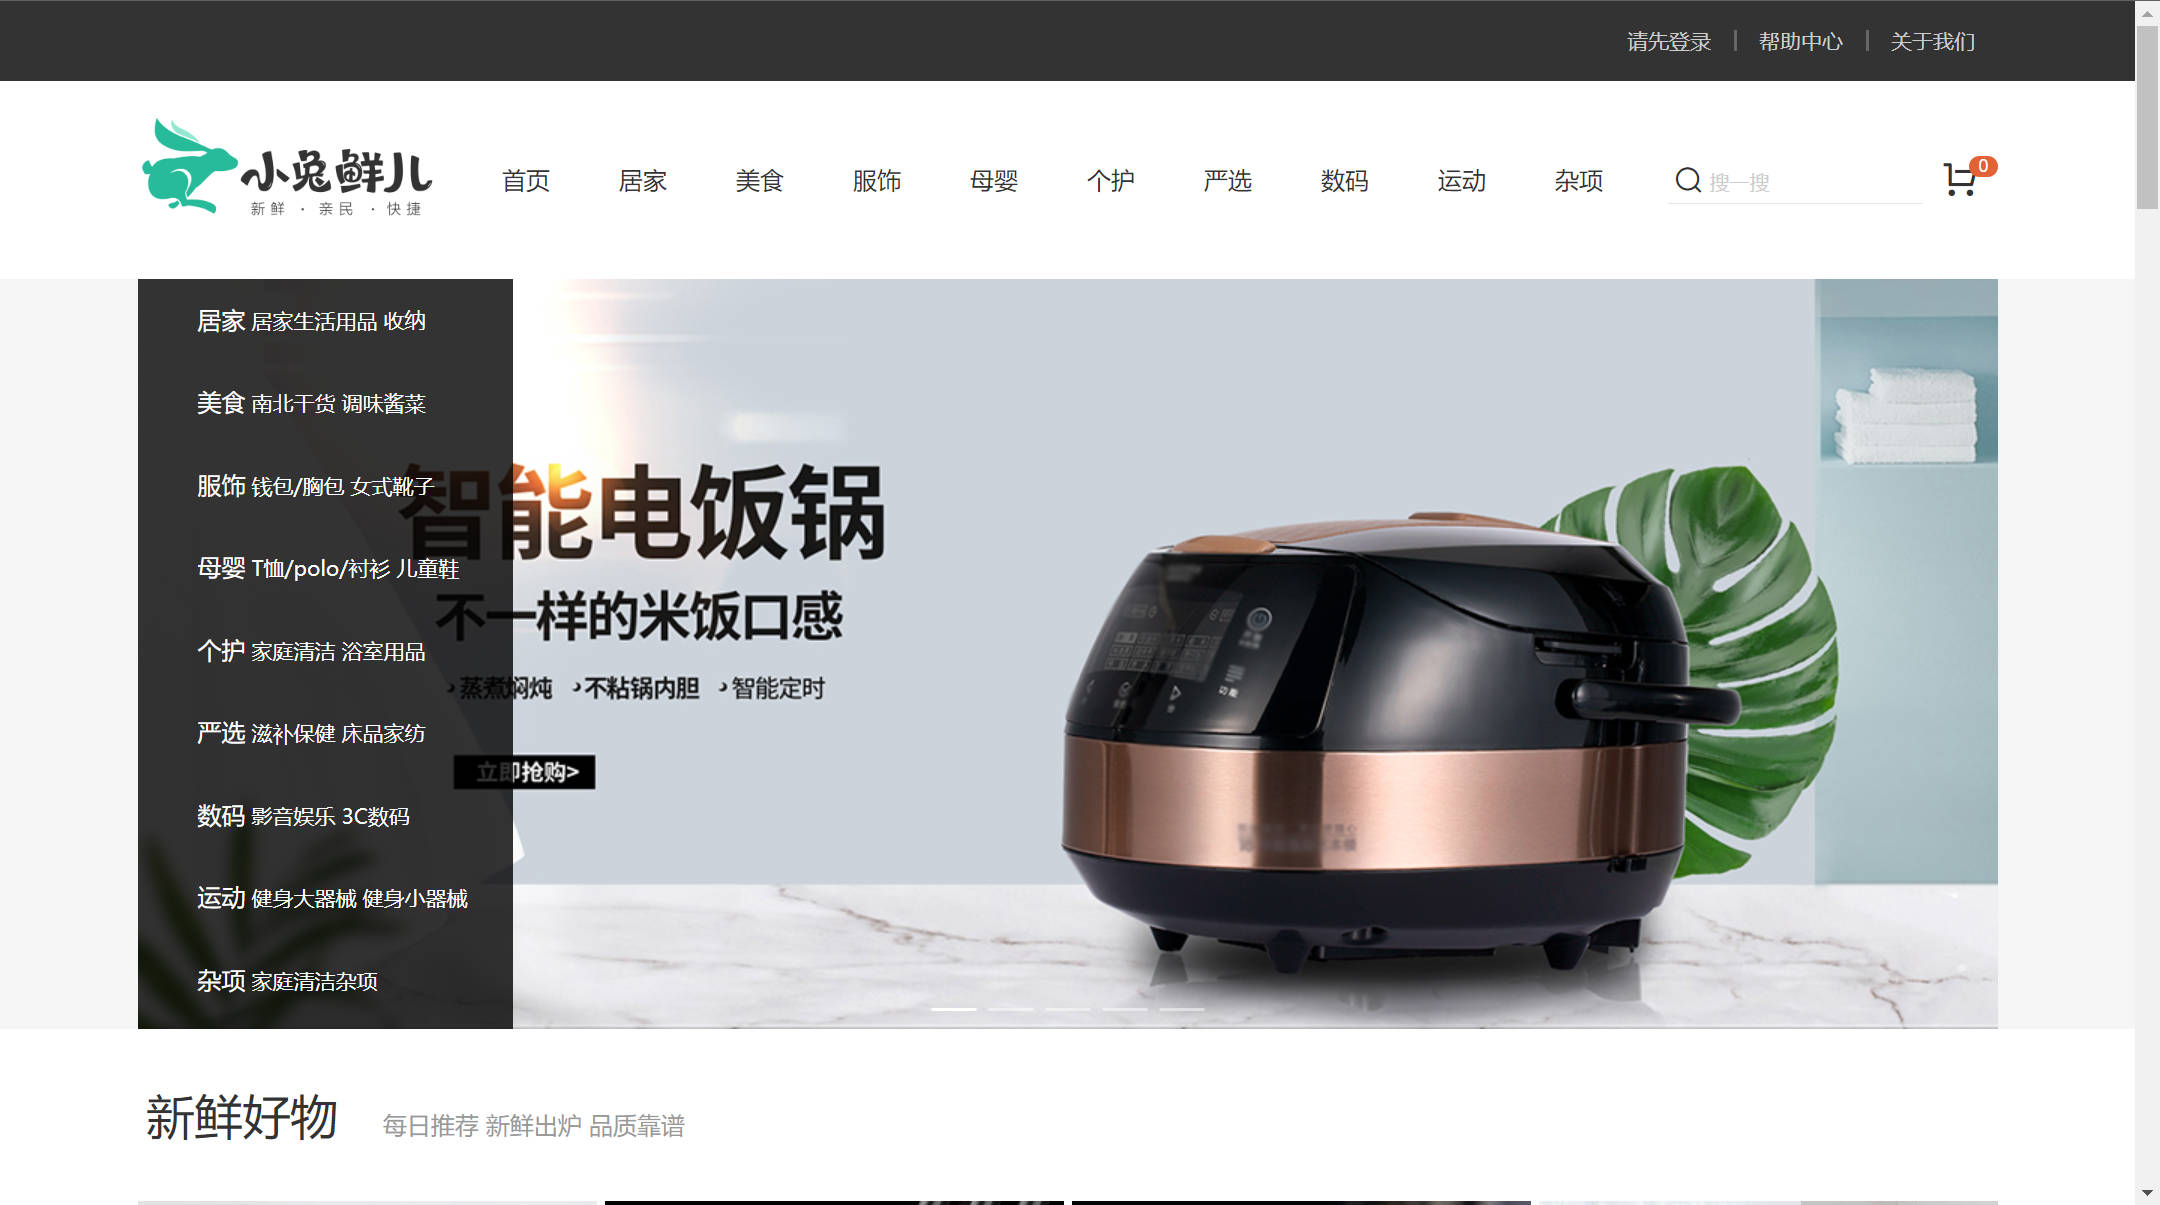 请先登录 帮助中心 关于我们
小兔鲜儿
新鲜 · 亲民 · 快捷
首页 居家 美食 服饰 母婴 个护 严选 数码 运动 杂项
搜一搜
0
居家 居家生活用品 收纳
美食 南北干货 调味酱菜
服饰 钱包/胸包 女式靴子
母婴 T恤/polo/衬衫 儿童鞋
个护 家庭清洁 浴室用品
严选 滋补保健 床品家纺
数码 影音娱乐 3C数码
运动 健身大器械 健身小器械
杂项 家庭清洁杂项
智能电饭锅
不一样的米饭口感
蒸煮焖炖 不粘锅内胆 智能定时
立即抢购>
功能
新鲜好物 每日推荐 新鲜出炉 品质靠谱